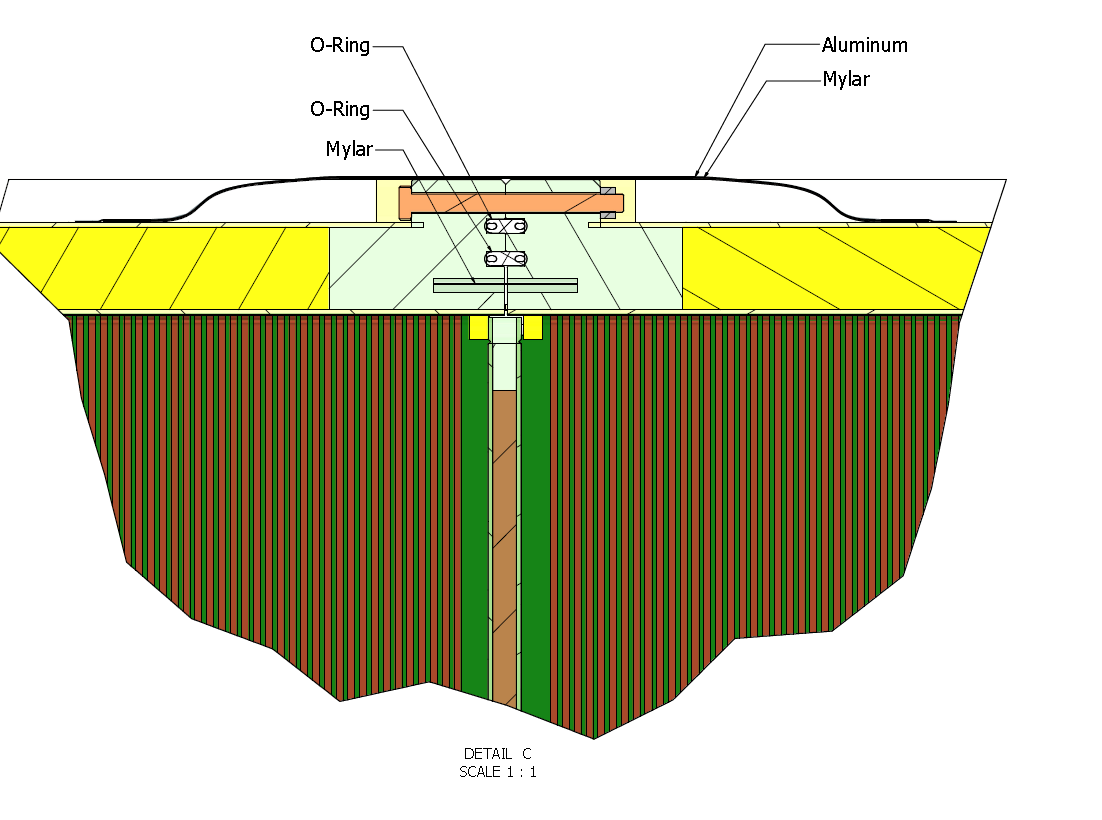 O-Ring
Aluminum
Mylar
O-Ring
Mylar
DETAIL C
SCALE 1 : 1